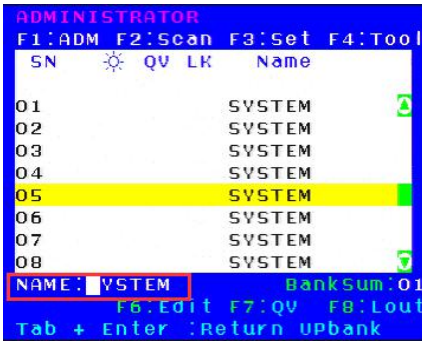 ADMINISTRATOR
F1:ADM F2:Scan F3:Set F4:Tool
SN QV LK Name
01 SYSTEM
02 SYSTEM
03 SYSTEM
04 SYSTEM
05 SYSTEM
06 SYSTEM
07 SYSTEM
08 SYSTEM
NAME: YSTEM BankSum:01
F6:Edit F7:QV F8:Lout
Tab + Enter :Return UPbank